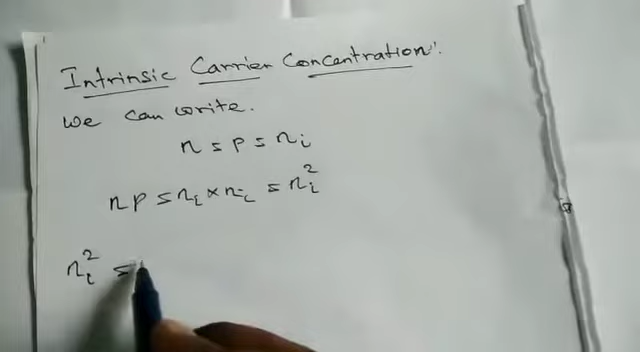 Intrinsic Carrier Concentration:
We can write.
n = p = ni
np = ni × ni = ni²
ni² =